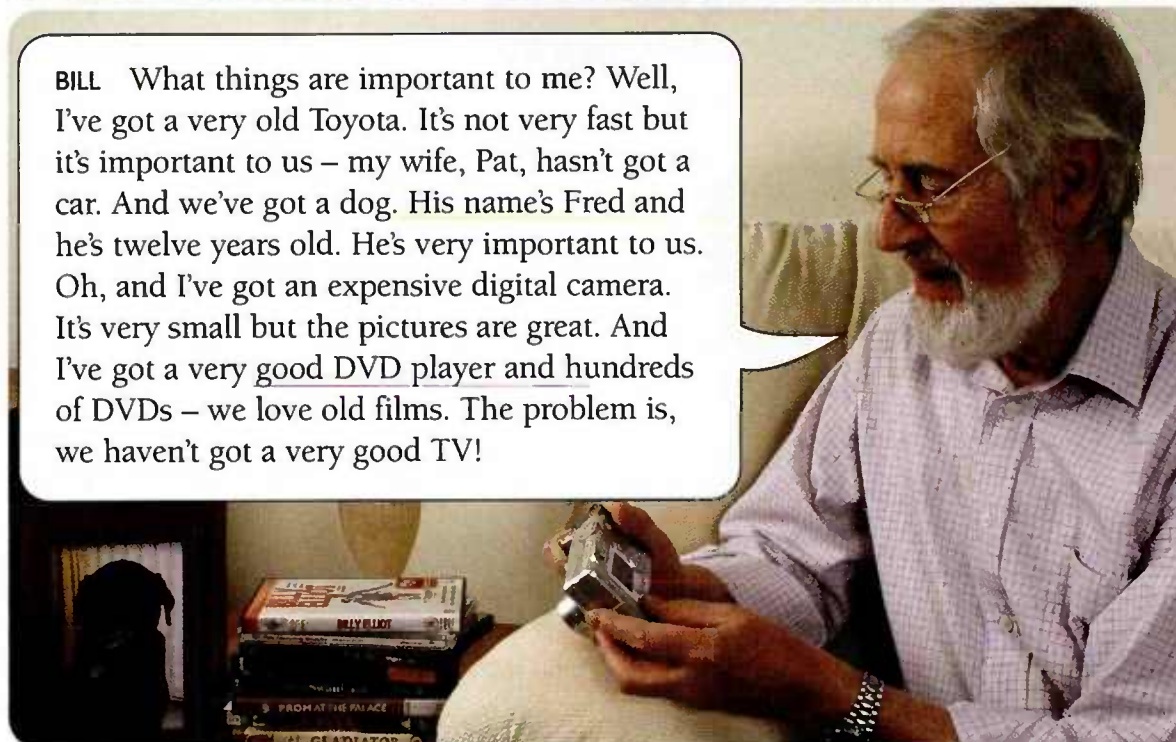 BILL What things are important to me? Well,
I've got a very old Toyota. It's not very fast but
it's important to us – my wife, Pat, hasn't got a
car. And we've got a dog. His name's Fred and
he's twelve years old. He's very important to us.
Oh, and I've got an expensive digital camera.
It's very small but the pictures are great. And
I've got a very good DVD player and hundreds
of DVDs – we love old films. The problem is,
we haven't got a very good TV!
BILLY ELLIOT
PROM AT THE PALACE
GLADIATOR